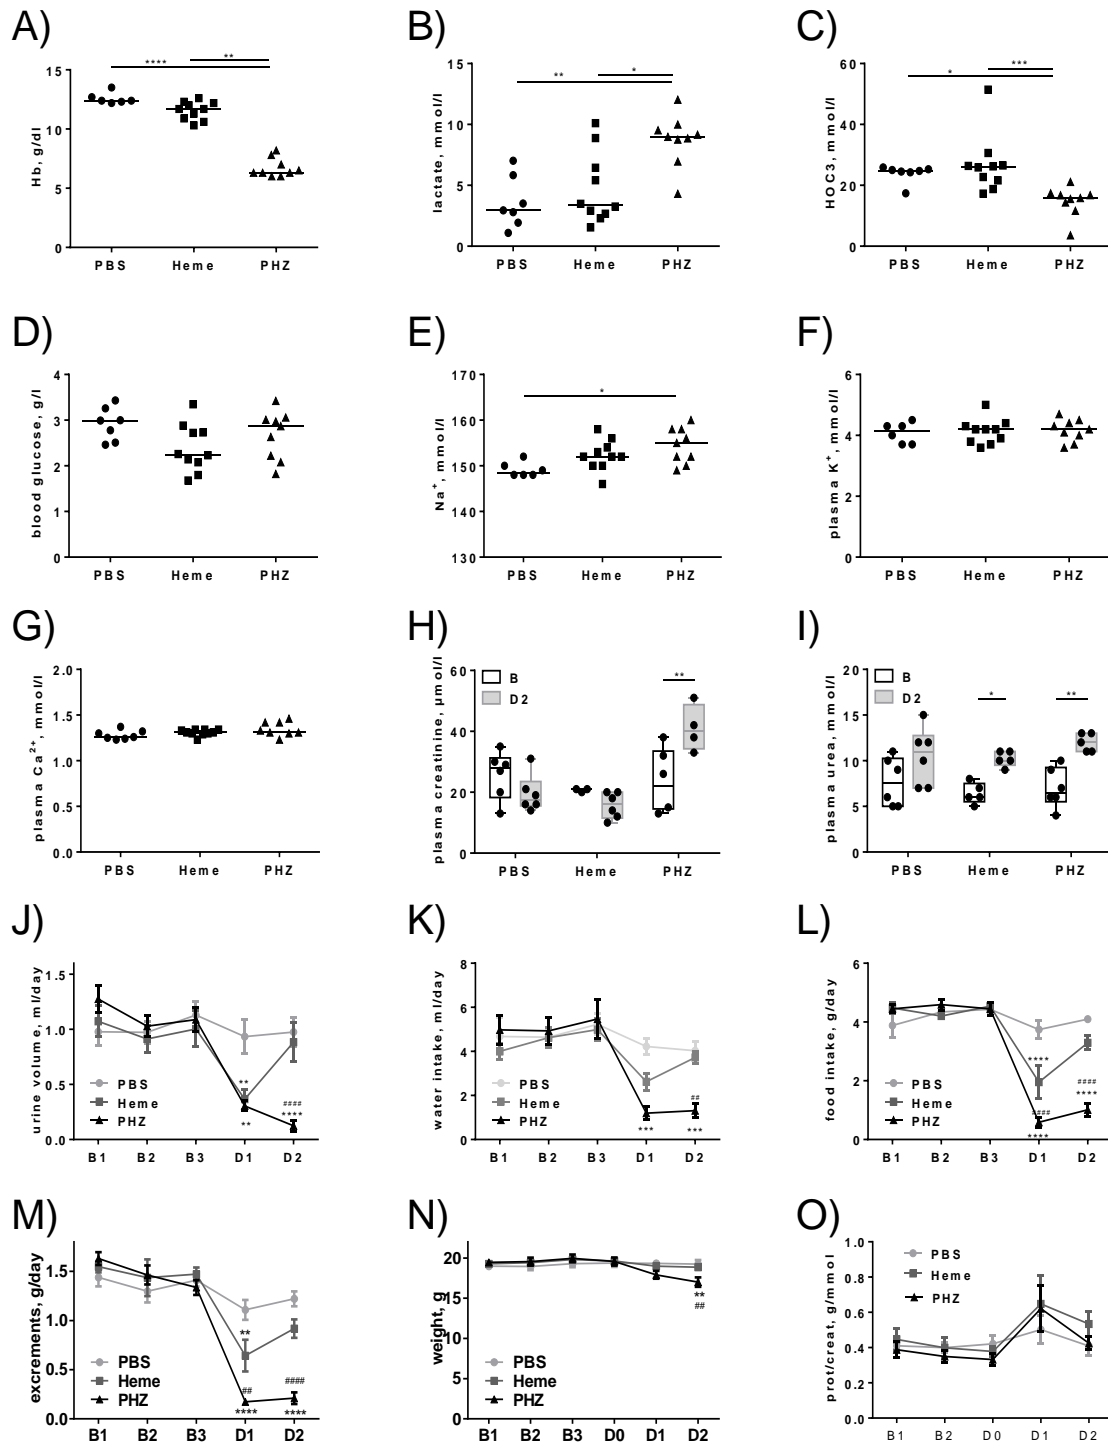 A)
Hb, g/dl
15
10
5
0
****
**
PBS Heme PHZ
B)
lactate, mmol/l
15
10
5
0
**
*
PBS Heme PHZ
C)
HOC3, mmol/l
60
40
20
0
*
***
PBS Heme PHZ
D)
blood glucose, g/l
4
3
2
1
0
PBS Heme PHZ
E)
Na+, mmol/l
170
160
150
140
130
*
PBS Heme PHZ
F)
plasma K+, mmol/l
6
4
2
0
PBS Heme PHZ
G)
plasma Ca2+, mmol/l
2.0
1.5
1.0
0.5
0.0
PBS Heme PHZ
H)
plasma creatinine, µmol/l
60
40
20
0
B
D2
**
PBS Heme PHZ
I)
plasma urea, mmol/l
20
15
10
5
0
B
D2
*
**
PBS Heme PHZ
J)
urine volume, ml/day
1.5
1.0
0.5
0.0
PBS
Heme
PHZ
**
**
####
****
B1 B2 B3 D1 D2
K)
water intake, ml/day
8
6
4
2
0
PBS
Heme
PHZ
***
##
***
B1 B2 B3 D1 D2
L)
food intake, g/day
6
4
2
0
PBS
Heme
PHZ
****
####
****
####
****
B1 B2 B3 D1 D2
M)
excrements, g/day
1.5
1.0
0.5
0.0
PBS
Heme
PHZ
**
##
****
####
****
B1 B2 B3 D1 D2
N)
weight, g
20
15
10
5
0
PBS
Heme
PHZ
**
##
B1 B2 B3 D0 D1 D2
O)
prot/creat, g/mmol
1.0
0.8
0.6
0.4
0.2
0.0
PBS
Heme
PHZ
B1 B2 D0 D1 D2